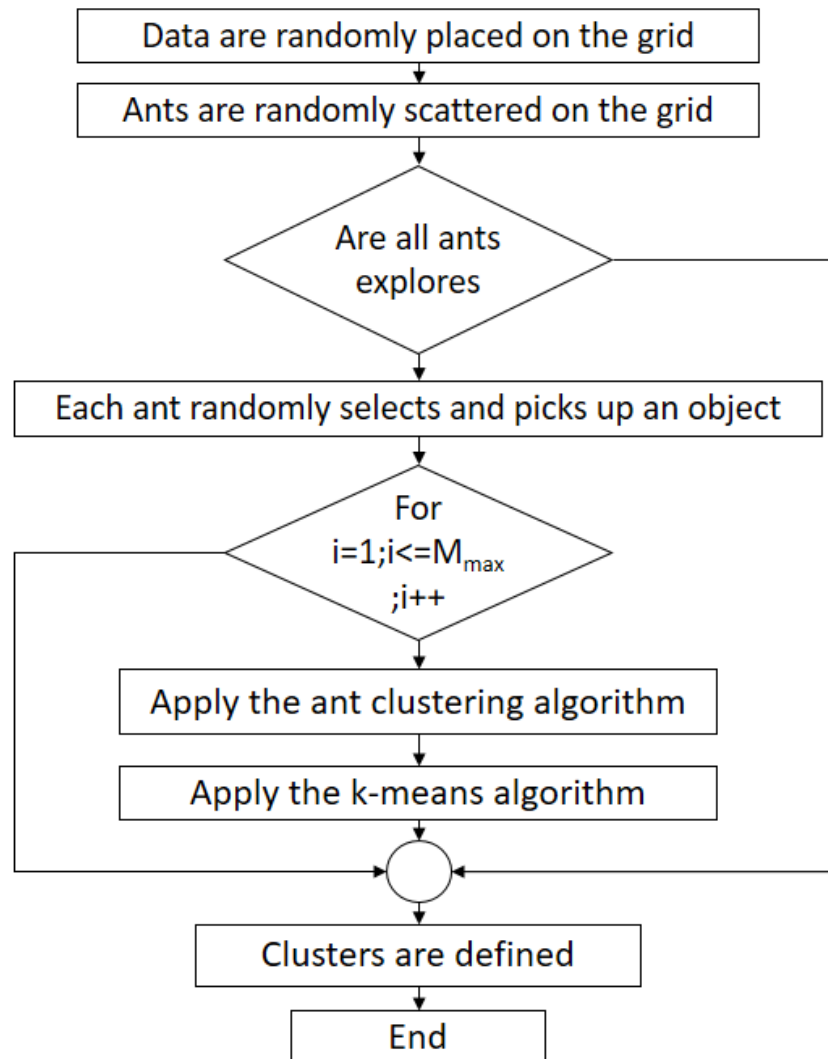 Data are randomly placed on the grid
Ants are randomly scattered on the grid
Are all ants
explores
Each ant randomly selects and picks up an object
For
i=1;i<=Mmax
;i++
Apply the ant clustering algorithm
Apply the k-means algorithm
Clusters are defined
End